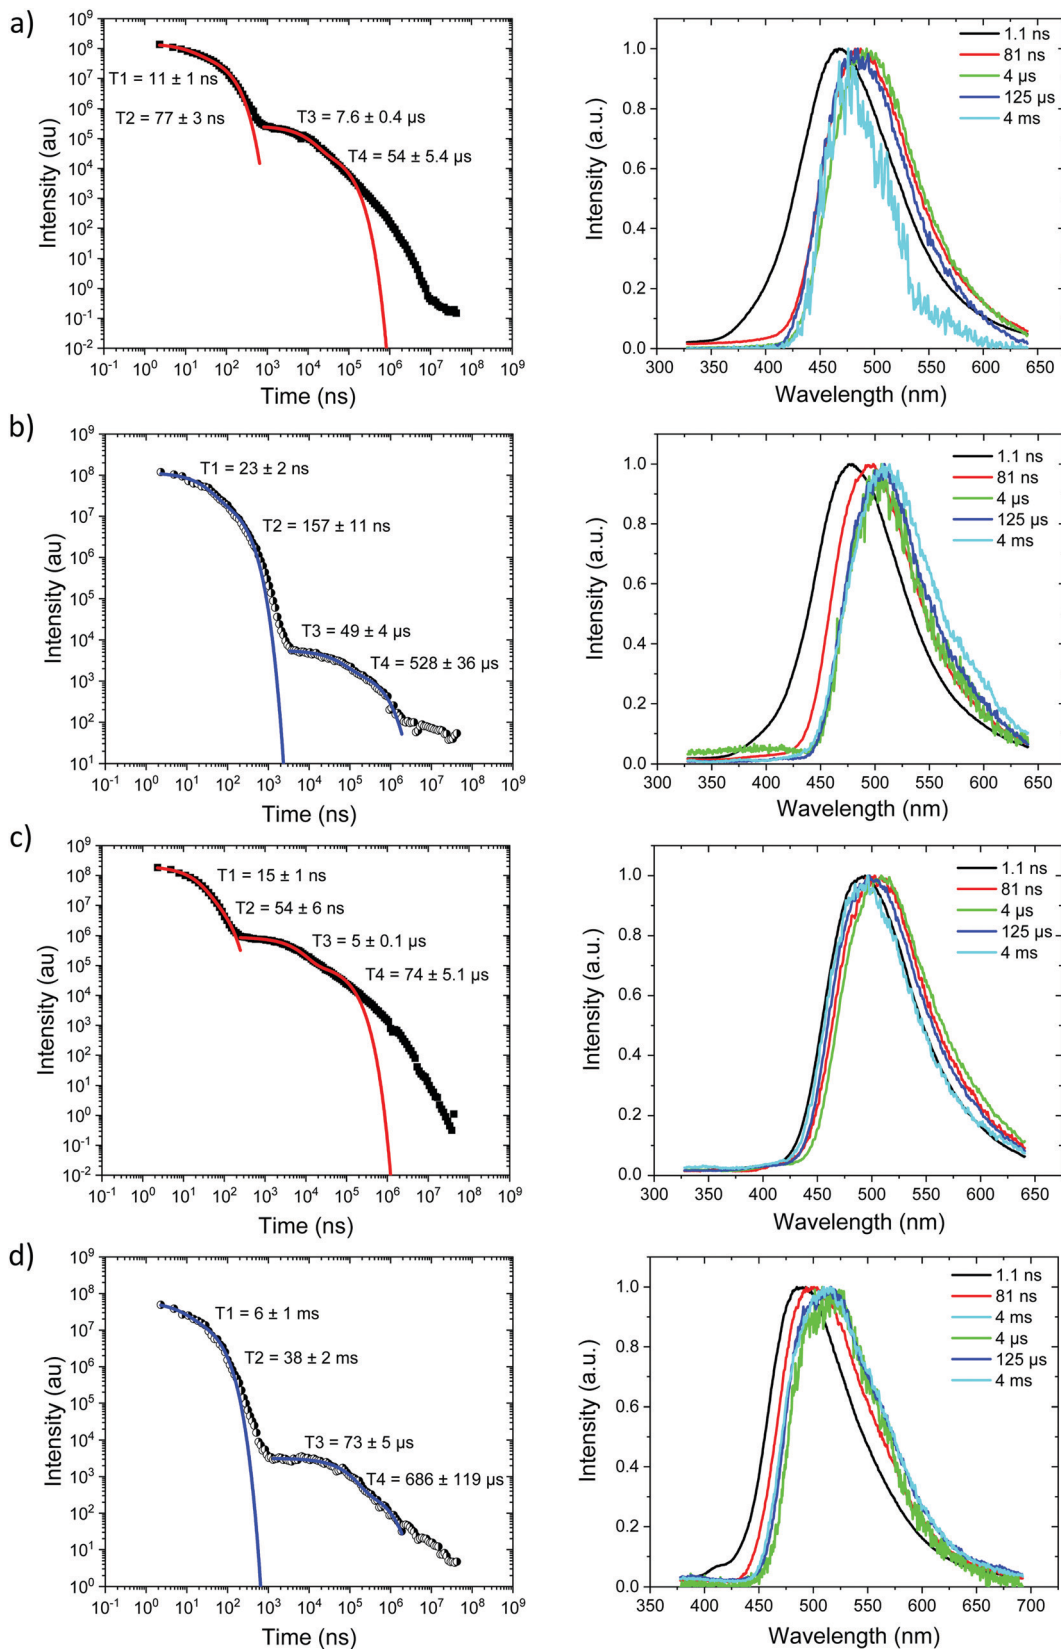 a)
Intensity (au)
10⁹
10⁸
10⁷
10⁶
10⁵
10⁴
10³
10²
10¹
10⁰
10⁻¹
10⁻²
T1 = 11 ± 1 ns
T2 = 77 ± 3 ns
T3 = 7.6 ± 0.4 µs
T4 = 54 ± 5.4 µs
10⁻¹ 10⁰ 10¹ 10² 10³ 10⁴ 10⁵ 10⁶ 10⁷ 10⁸ 10⁹
Time (ns)
Intensity (a.u.)
1.0
0.8
0.6
0.4
0.2
0.0
1.1 ns
81 ns
4 µs
125 µs
4 ms
300 350 400 450 500 550 600 650
Wavelength (nm)
b)
Intensity (au)
10⁹
10⁸
10⁷
10⁶
10⁵
10⁴
10³
10²
10¹
T1 = 23 ± 2 ns
T2 = 157 ± 11 ns
T3 = 49 ± 4 µs
T4 = 528 ± 36 µs
10⁻¹ 10⁰ 10¹ 10² 10³ 10⁴ 10⁵ 10⁶ 10⁷ 10⁸ 10⁹
Time (ns)
Intensity (a.u.)
1.0
0.8
0.6
0.4
0.2
0.0
1.1 ns
81 ns
4 µs
125 µs
4 ms
300 350 400 450 500 550 600 650
Wavelength (nm)
c)
Intensity (au)
10⁹
10⁸
10⁷
10⁶
10⁵
10⁴
10³
10²
10¹
10⁰
10⁻¹
10⁻²
T1 = 15 ± 1 ns
T2 = 54 ± 6 ns
T3 = 5 ± 0.1 µs
T4 = 74 ± 5.1 µs
10⁻¹ 10⁰ 10¹ 10² 10³ 10⁴ 10⁵ 10⁶ 10⁷ 10⁸ 10⁹
Time (ns)
Intensity (a.u.)
1.0
0.8
0.6
0.4
0.2
0.0
1.1 ns
81 ns
4 µs
125 µs
4 ms
300 350 400 450 500 550 600 650
Wavelength (nm)
d)
Intensity (au)
10⁹
10⁸
10⁷
10⁶
10⁵
10⁴
10³
10²
10¹
10⁰
T1 = 6 ± 1 ms
T2 = 38 ± 2 ms
T3 = 73 ± 5 µs
T4 = 686 ± 119 µs
10⁻¹ 10⁰ 10¹ 10² 10³ 10⁴ 10⁵ 10⁶ 10⁷ 10⁸ 10⁹
Time (ns)
Intensity (a.u.)
1.0
0.8
0.6
0.4
0.2
0.0
1.1 ns
81 ns
4 ms
4 µs
125 µs
4 ms
350 400 450 500 550 600 650 700
Wavelength (nm)